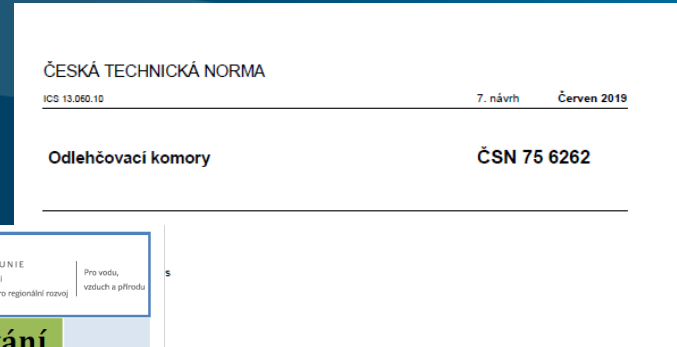 ČESKÁ TECHNICKÁ NORMA
ICS 13.060.10 7. návrh Červen 2019
Odlehčovací komory ČSN 75 6262
UNIE
i
ro regionální rozvoj
Pro vodu,
vzduch a přírodu
s
ání